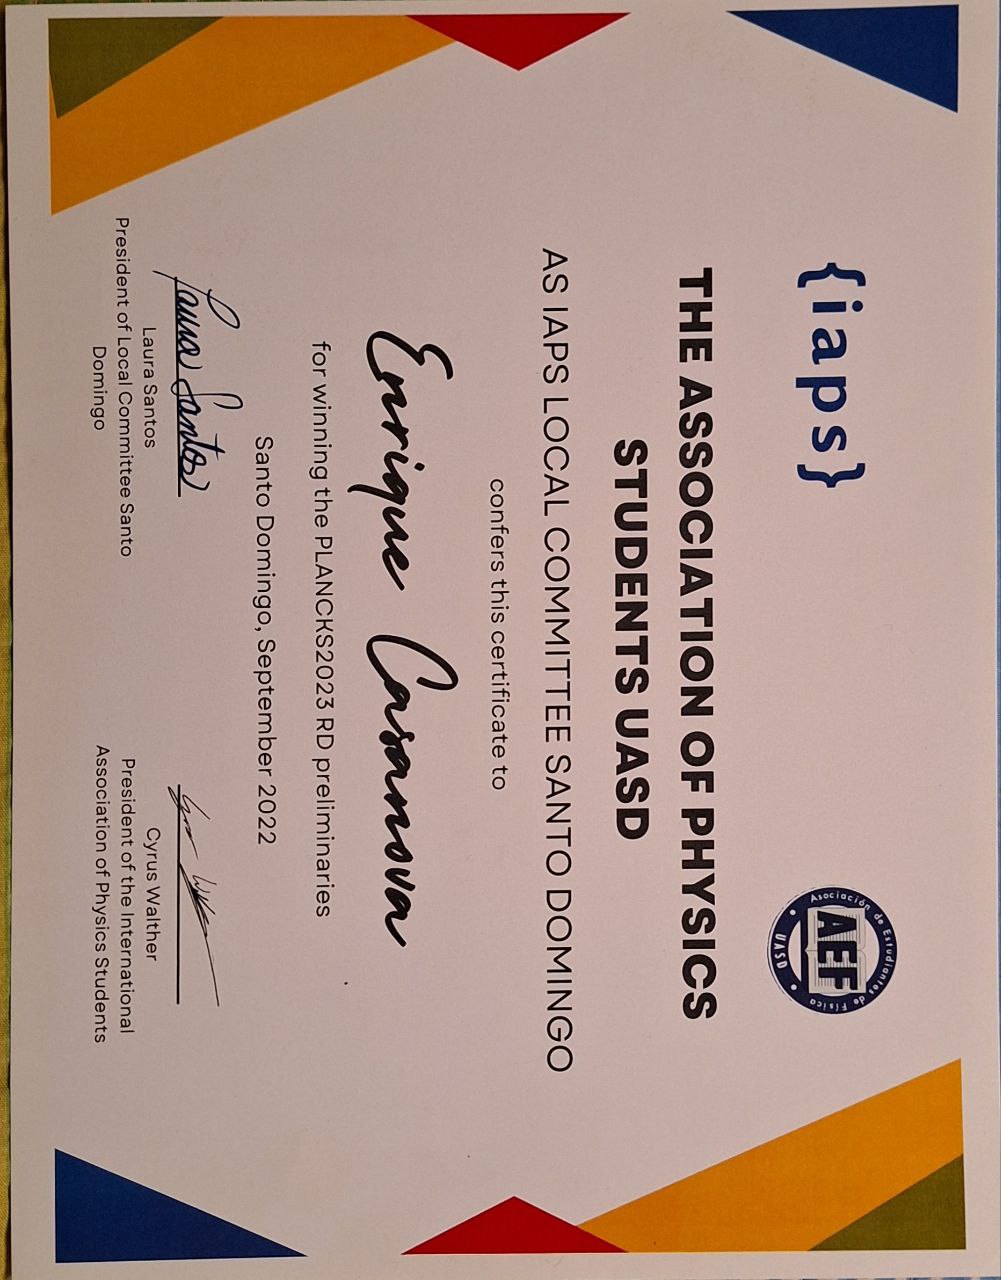 {iaps}
Asociación de Estudiantes de Física
AEF
UASD
THE ASSOCIATION OF PHYSICS
STUDENTS UASD
AS IAPS LOCAL COMMITTEE SANTO DOMINGO
confers this certificate to
Enrique Casanova
for winning the PLANCKS2023 RD preliminaries
Santo Domingo, September 2022
Laura Santos
Laura Santos
President of Local Committee Santo
Domingo
Cyrus Walther
President of the International
Association of Physics Students